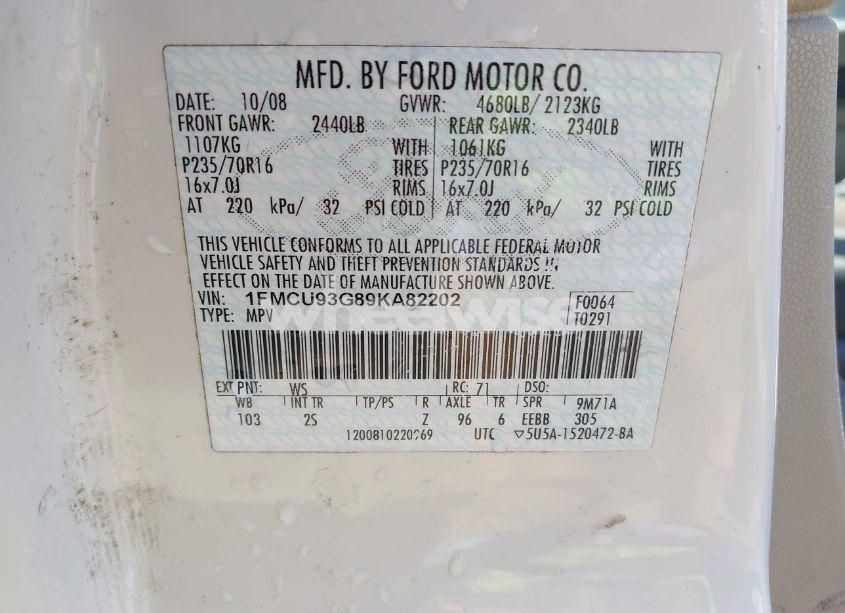 MFD. BY FORD MOTOR CO.
DATE: 10/08 GVWR: 4680LB/ 2123KG
FRONT GAWR: 2440LB REAR GAWR: 2340LB
1107KG WITH 1061KG WITH
P235/70R16 TIRES P235/70R16 TIRES
16x7.0J RIMS 16x7.0J RIMS
AT 220 kPa/ 32 PSI COLD AT 220 kPa/ 32 PSI COLD
THIS VEHICLE CONFORMS TO ALL APPLICABLE FEDERAL MOTOR
VEHICLE SAFETY AND THEFT PREVENTION STANDARDS IN
EFFECT ON THE DATE OF MANUFACTURE SHOWN ABOVE.
VIN: 1FMCU93G89KA82202 F0064
TYPE: MPV T0291
wheelwise
EXT PNT: WS RC: 71 DSO:
WB INT TR TP/PS R AXLE TR SPR 9M71A
103 2S Z 96 6 EEBB 305
UTC ▽5U5A-1520472-BA